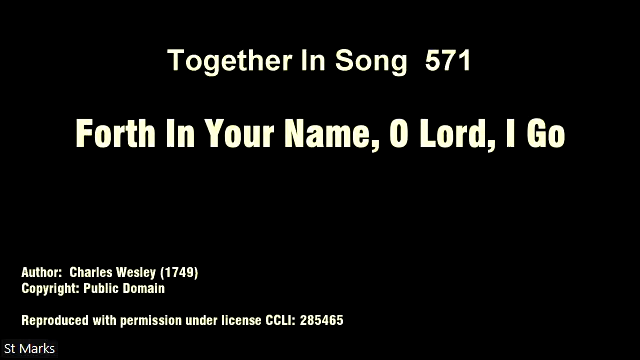 Together In Song 571
Forth In Your Name, O Lord, I Go
Author: Charles Wesley (1749)
Copyright: Public Domain
Reproduced with permission under license CCLI: 285465
St Marks